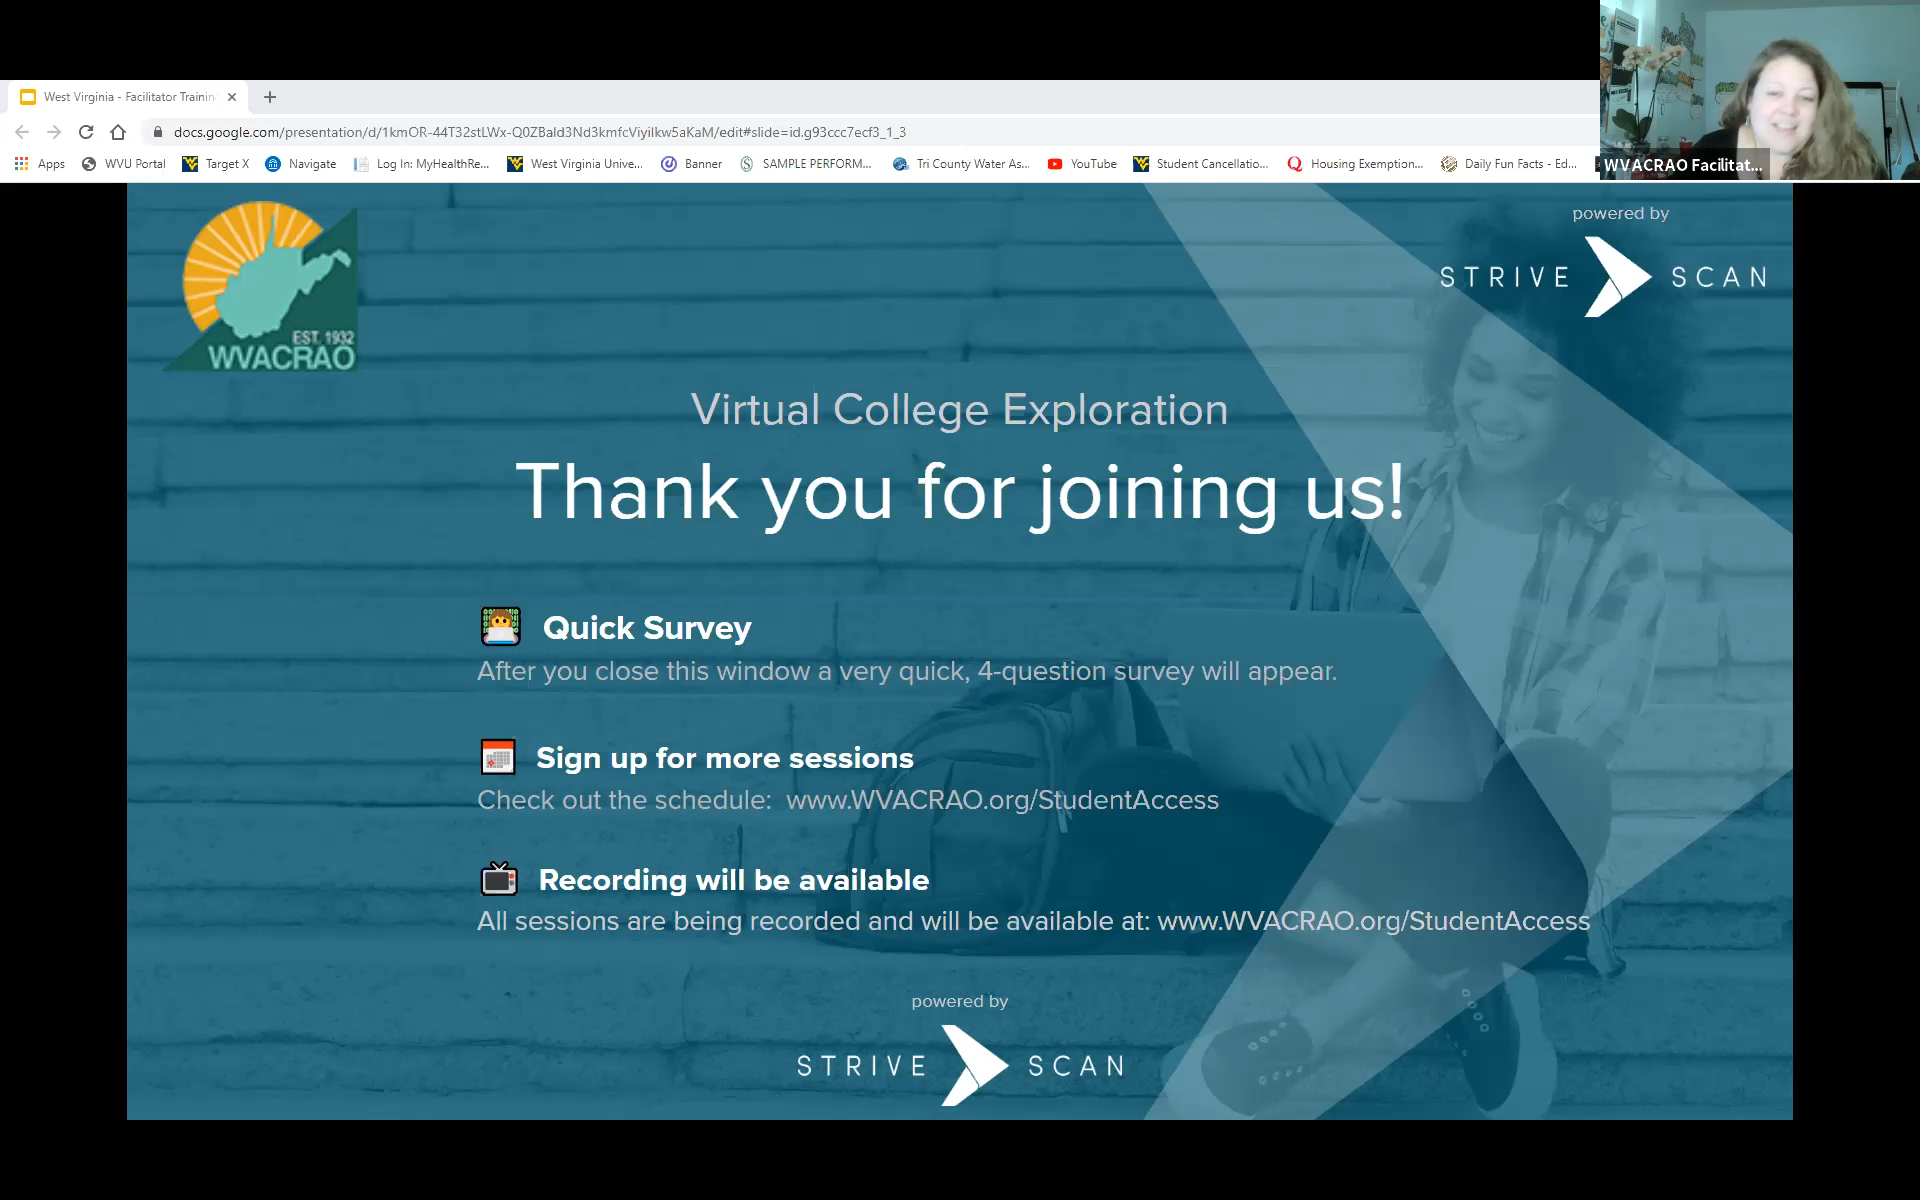 West Virginia - Facilitator Trainin
docs.google.com/presentation/d/1kmOR-44T32stLWx-Q0ZBald3Nd3kmfcViyiIkw5aKaM/edit#slide=id.g93ccc7ecf3_1_3
Apps WVU Portal Target X Navigate Log In: MyHealthRe... West Virginia Unive... Banner SAMPLE PERFORM... Tri County Water As... YouTube Student Cancellatio... Housing Exemption... Daily Fun Facts - Ed...
WVACRAO Facilitat...
EST. 1932
WVACRAO
powered by
STRIVE SCAN
Virtual College Exploration
Thank you for joining us!
Quick Survey
After you close this window a very quick, 4-question survey will appear.
Sign up for more sessions
Check out the schedule: www.WVACRAO.org/StudentAccess
Recording will be available
All sessions are being recorded and will be available at: www.WVACRAO.org/StudentAccess
powered by
STRIVE SCAN